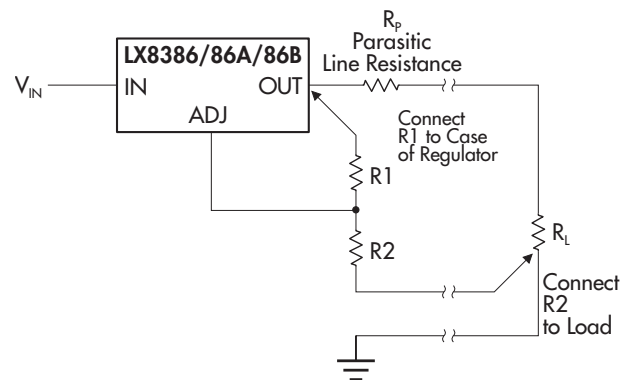 R_P
Parasitic
Line Resistance
LX8386/86A/86B
V_IN
IN
OUT
ADJ
Connect
R1 to Case
of Regulator
R1
R2
R_L
Connect
R2
to Load